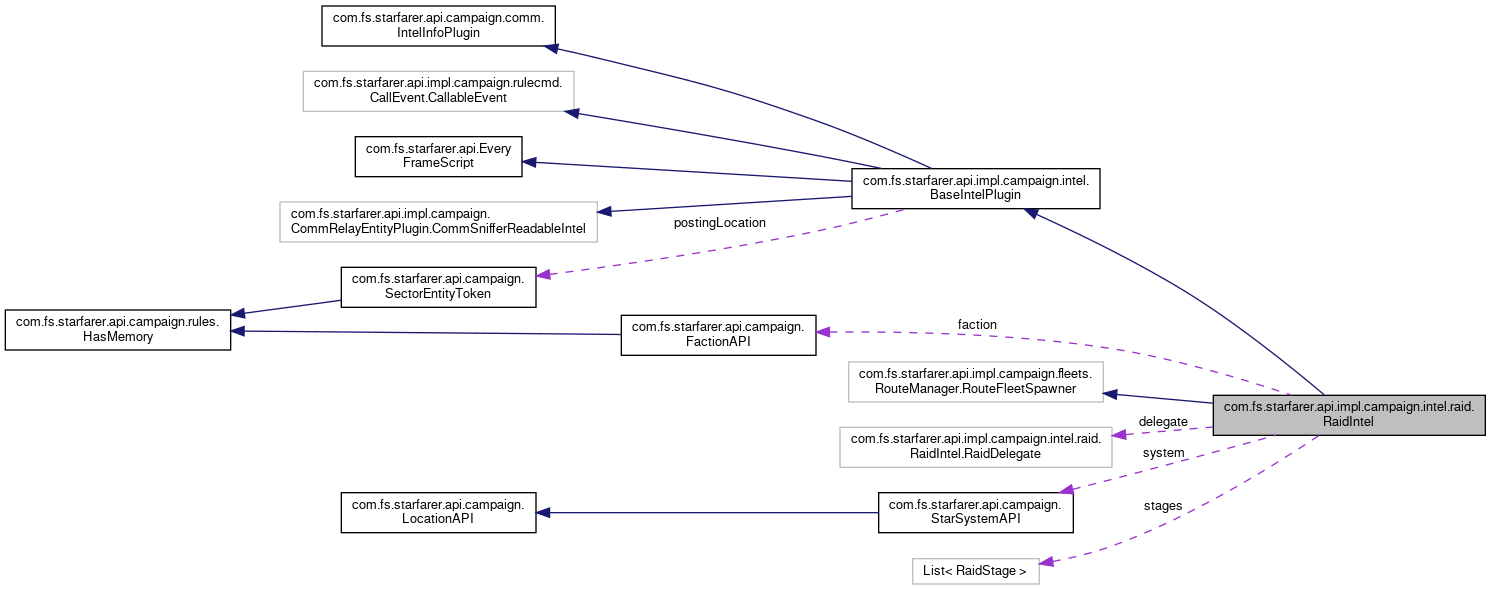 com.fs.starfarer.api.campaign.comm.
IntelInfoPlugin
com.fs.starfarer.api.impl.campaign.rulecmd.
CallEvent.CallableEvent
com.fs.starfarer.api.Every
FrameScript
com.fs.starfarer.api.impl.campaign.intel.
BaseIntelPlugin
com.fs.starfarer.api.impl.campaign.
CommRelayEntityPlugin.CommSnifferReadableIntel
postingLocation
com.fs.starfarer.api.campaign.
SectorEntityToken
com.fs.starfarer.api.campaign.rules.
HasMemory
com.fs.starfarer.api.campaign.
FactionAPI
faction
com.fs.starfarer.api.impl.campaign.fleets.
RouteManager.RouteFleetSpawner
com.fs.starfarer.api.impl.campaign.intel.raid.
RaidIntel
delegate
com.fs.starfarer.api.impl.campaign.intel.raid.
RaidIntel.RaidDelegate
system
com.fs.starfarer.api.campaign.
LocationAPI
com.fs.starfarer.api.campaign.
StarSystemAPI
stages
List< RaidStage >